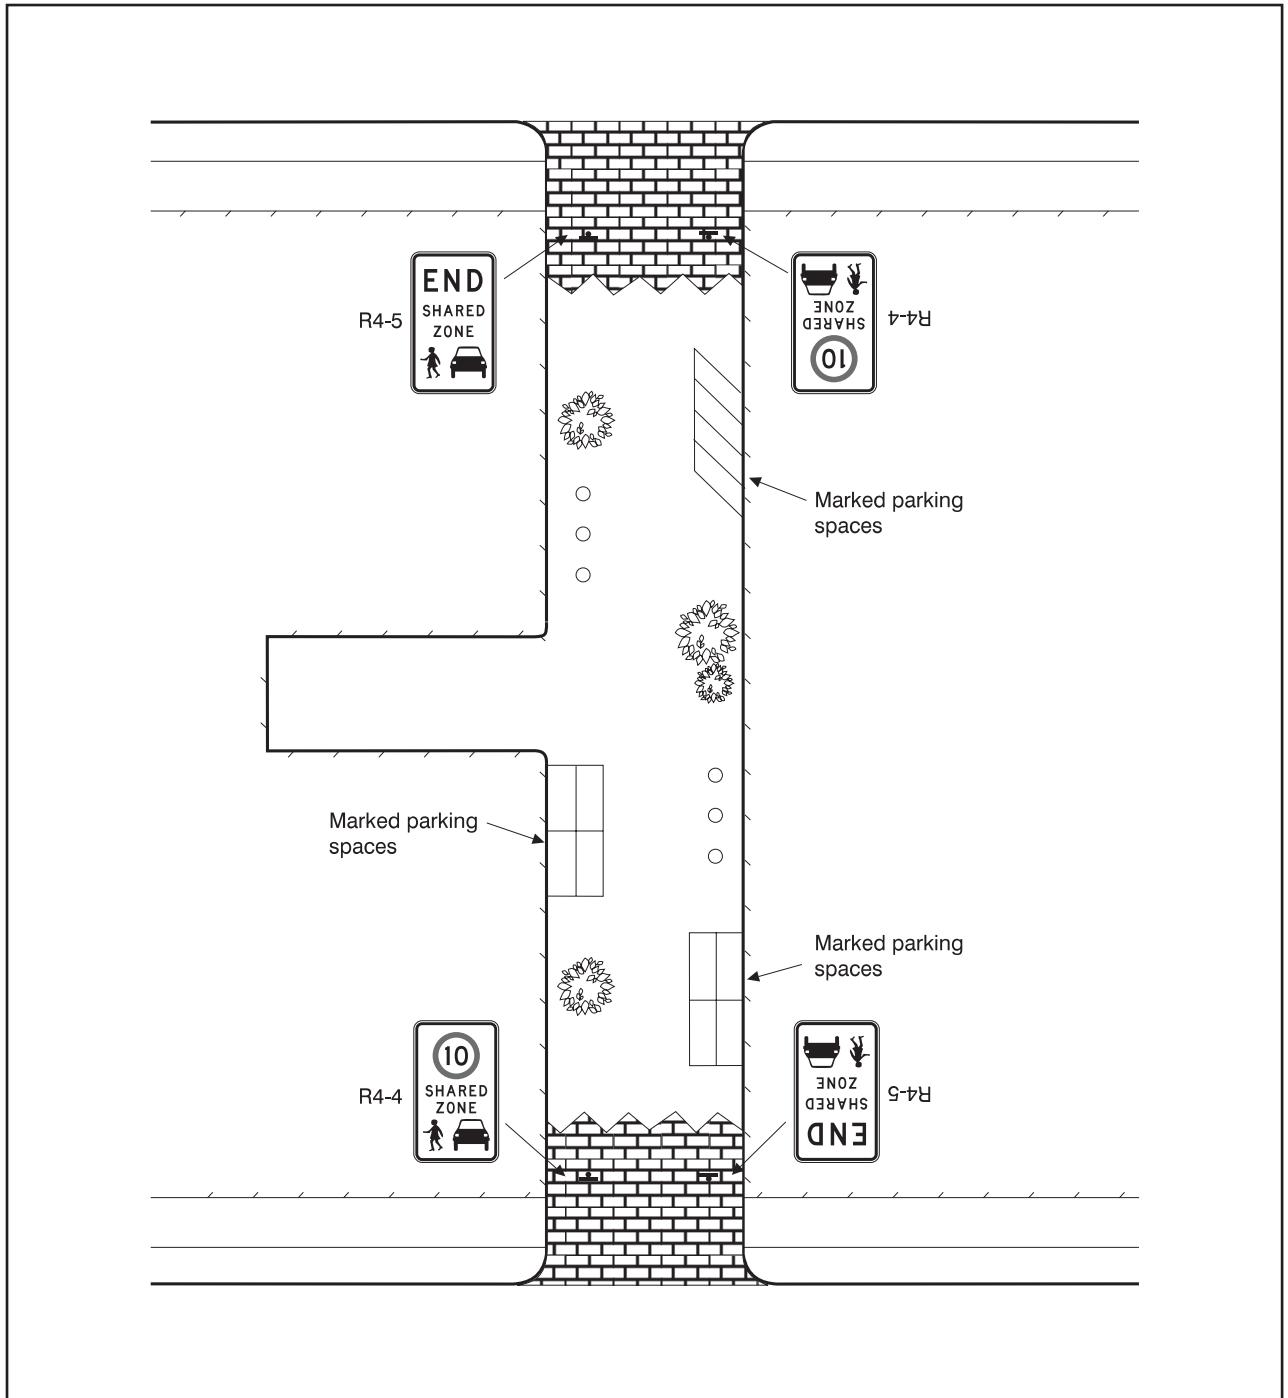 END
SHARED
ZONE
R4-5
10
SHARED
ZONE
R4-4
Marked parking
spaces
Marked parking
spaces
Marked parking
spaces
10
SHARED
ZONE
R4-4
END
SHARED
ZONE
R4-5